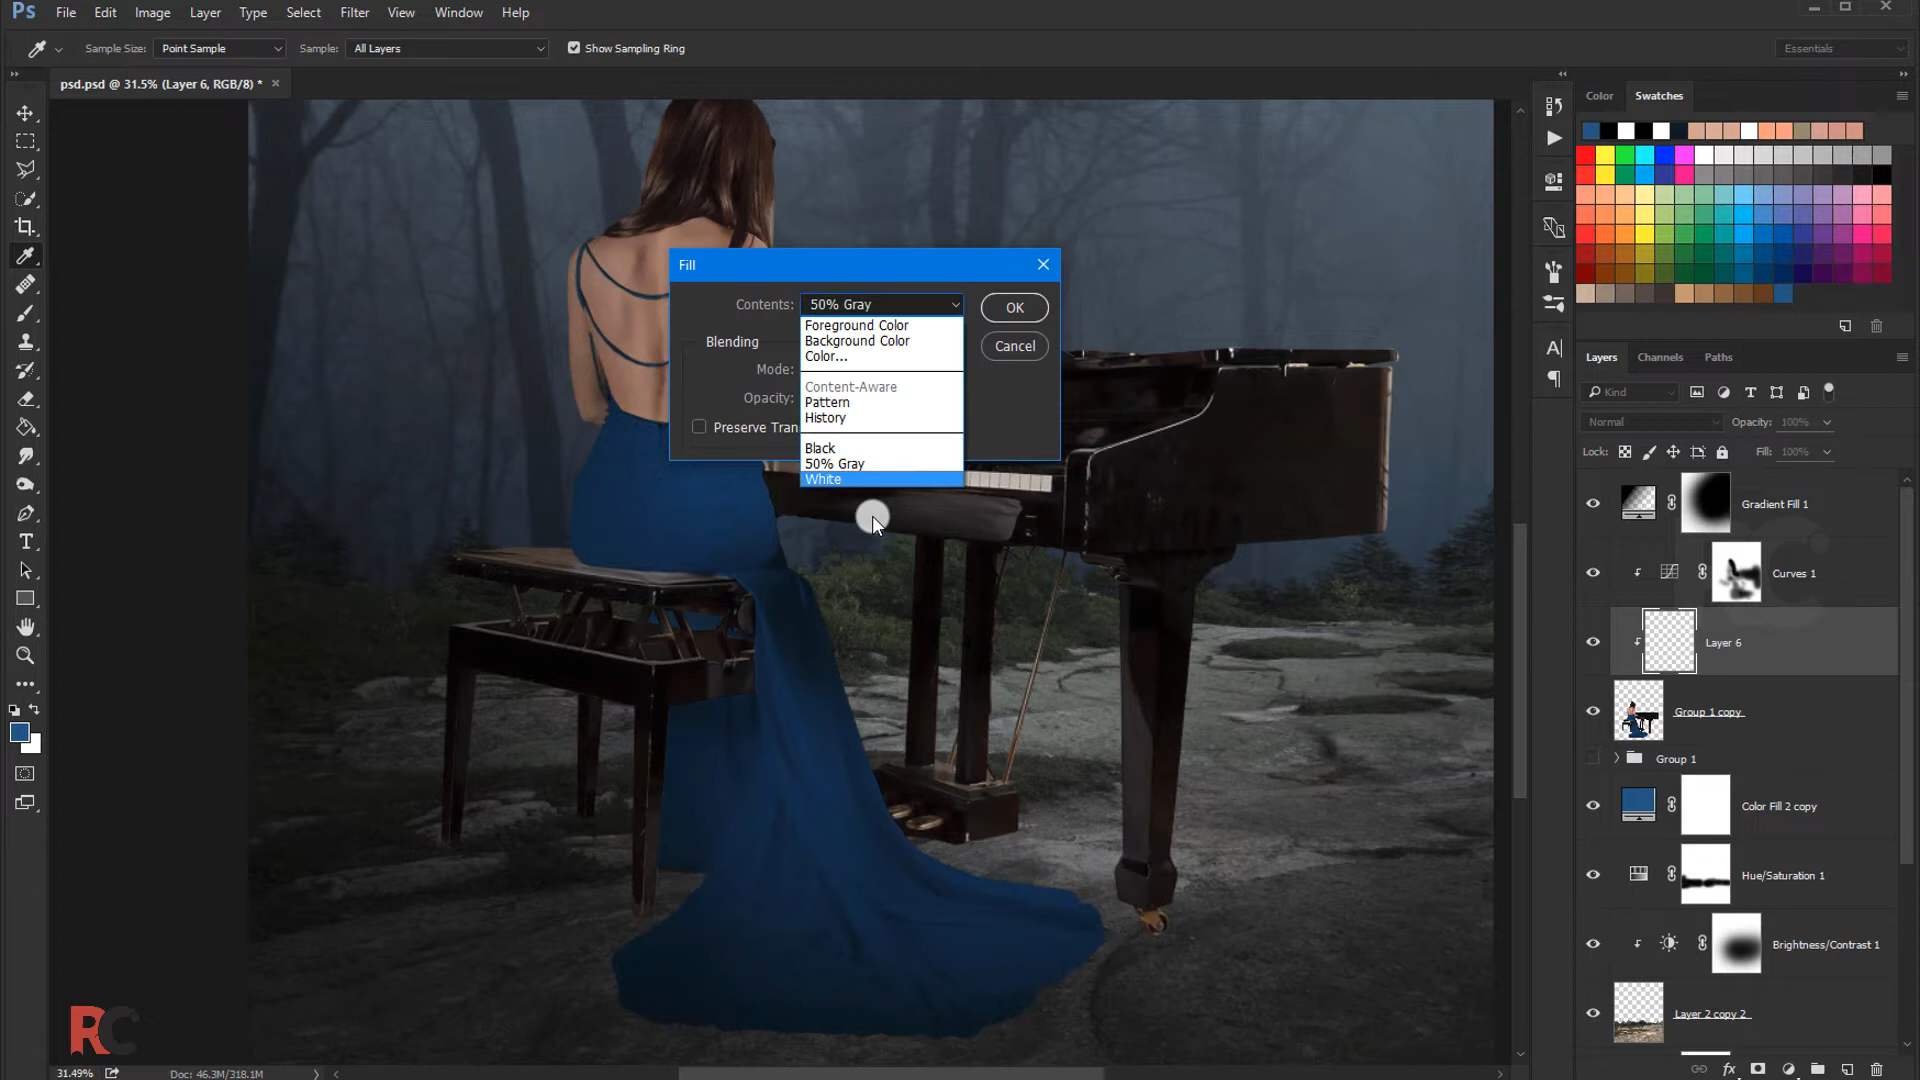 Ps File Edit Image Layer Type Select Filter View Window Help
Sample Size: Point Sample Sample: All Layers Show Sampling Ring Essentials
psd.psd @ 31.5% (Layer 6, RGB/8) *
Color Swatches
Fill
Contents: 50% Gray OK
Foreground Color
Background Color
Color...
Content-Aware
Pattern
History
Black
50% Gray
White
Blending
Mode:
Opacity:
Preserve Tran
Cancel
Layers Channels Paths
Kind
Normal Opacity: 100%
Lock: Fill: 100%
Gradient Fill 1
Curves 1
Layer 6
Group 1 copy
Group 1
Color Fill 2 copy
Hue/Saturation 1
Brightness/Contrast 1
Layer 2 copy 2
RC
31.49% Doc: 46.3M/318.1M